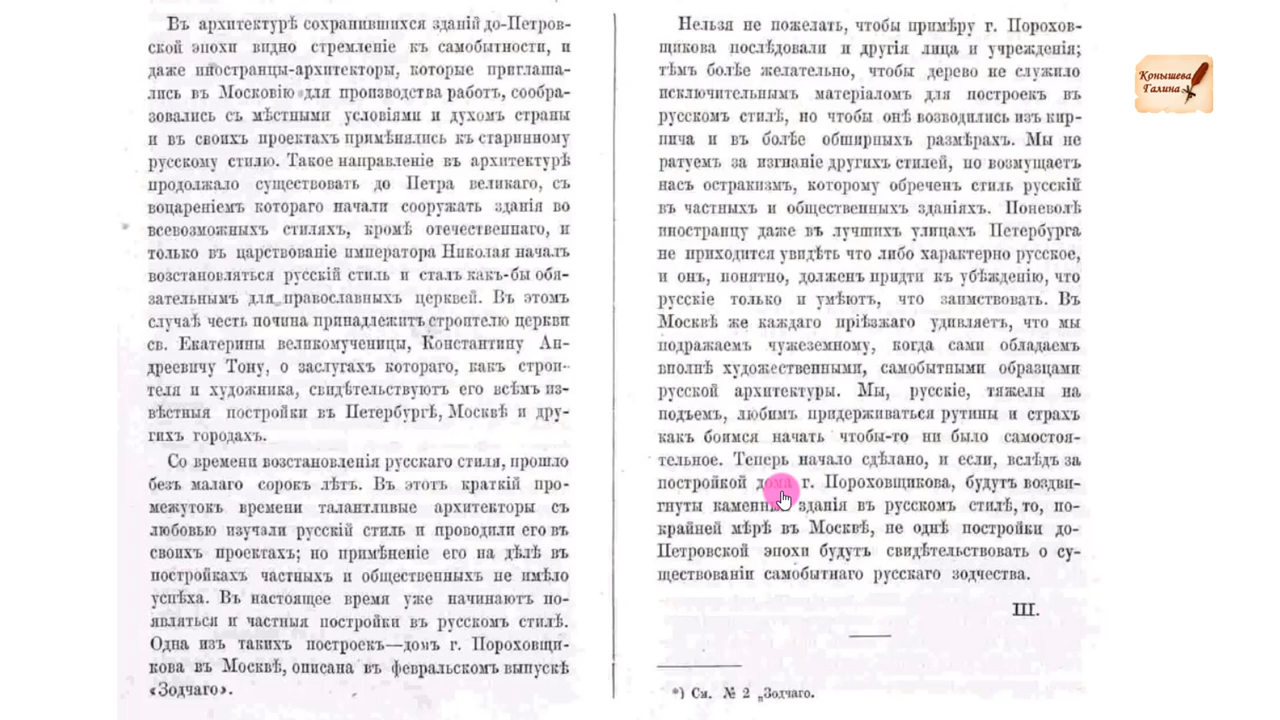 Въ архитектурѣ сохранившихся зданій до-Петров-
ской эпохи видно стремленіе къ самобытности, и
даже иностранцы-архитекторы, которые приглаша-
лись въ Московію для производства работъ, сообра-
зовались съ мѣстными условіями и духомъ страны
и въ своихъ проектахъ примѣнялись къ старинному
русскому стилю. Такое направленіе въ архитектурѣ
продолжало существовать до Петра великаго, съ
воцареніемъ котораго начали сооружать зданія во
всевозможныхъ стиляхъ, кромѣ отечественнаго, и
только въ царствованіе императора Николая началъ
возстановляться русскій стиль и сталъ какъ-бы обя-
зательнымъ для православныхъ церквей. Въ этомъ
случаѣ честь почина принадлежитъ строителю церкви
св. Екатерины великомученицы, Константину Ан-
дреевичу Тону, о заслугахъ котораго, какъ строи-
теля и художника, свидѣтельствуютъ его всѣмъ из-
вѣстныя постройки въ Петербургѣ, Москвѣ и дру-
гихъ городахъ.
Со времени возстановленія русскаго стиля, прошло
безъ малаго сорокъ лѣтъ. Въ этотъ краткій про-
межутокъ времени талантливые архитекторы съ
любовью изучали русскій стиль и проводили его въ
своихъ проектахъ; но примѣненіе его на дѣлѣ въ
постройкахъ частныхъ и общественныхъ не имѣло
успѣха. Въ настоящее время уже начинаютъ по-
являться и частныя постройки въ русскомъ стилѣ.
Одна изъ такихъ построекъ—домъ г. Пороховщи-
кова въ Москвѣ, описана въ февральскомъ выпускѣ
«Зодчаго».
Нельзя не пожелать, чтобы примѣру г. Порохов-
щикова послѣдовали и другія лица и учрежденія;
тѣмъ болѣе желательно, чтобы дерево не служило
исключительнымъ матеріаломъ для построекъ въ
русскомъ стилѣ, но чтобы онѣ возводились изъ кир-
пича и въ болѣе обширныхъ размѣрахъ. Мы не
ратуемъ за изгнаніе другихъ стилей, но возмущаетъ
насъ остракизмъ, которому обреченъ стиль русскій
въ частныхъ и общественныхъ зданіяхъ. Поневолѣ
иностранцу даже въ лучшихъ улицахъ Петербурга
не приходится увидѣть что либо характерно русское,
и онъ, понятно, долженъ придти къ убѣжденію, что
русскіе только и умѣютъ, что заимствовать. Въ
Москвѣ же каждаго пріѣзжаго удивляетъ, что мы
подражаемъ чужеземному, когда сами обладаемъ
вполнѣ художественными, самобытными образцами
русской архитектуры. Мы, русскіе, тяжелы на
подъемъ, любимъ придерживаться рутины и страхъ
какъ боимся начать чтобы-то ни было самостоя-
тельное. Теперь начало сдѣлано, и если, вслѣдъ за
постройкой дома г. Пороховщикова, будутъ воздви-
гнуты каменныя зданія въ русскомъ стилѣ, то, по-
крайней мѣрѣ въ Москвѣ, не однѣ постройки до-
Петровской эпохи будутъ свидѣтельствовать о су-
ществованіи самобытнаго русскаго зодчества.
III.
*) См. № 2 „Зодчаго.
Конышева
Галина